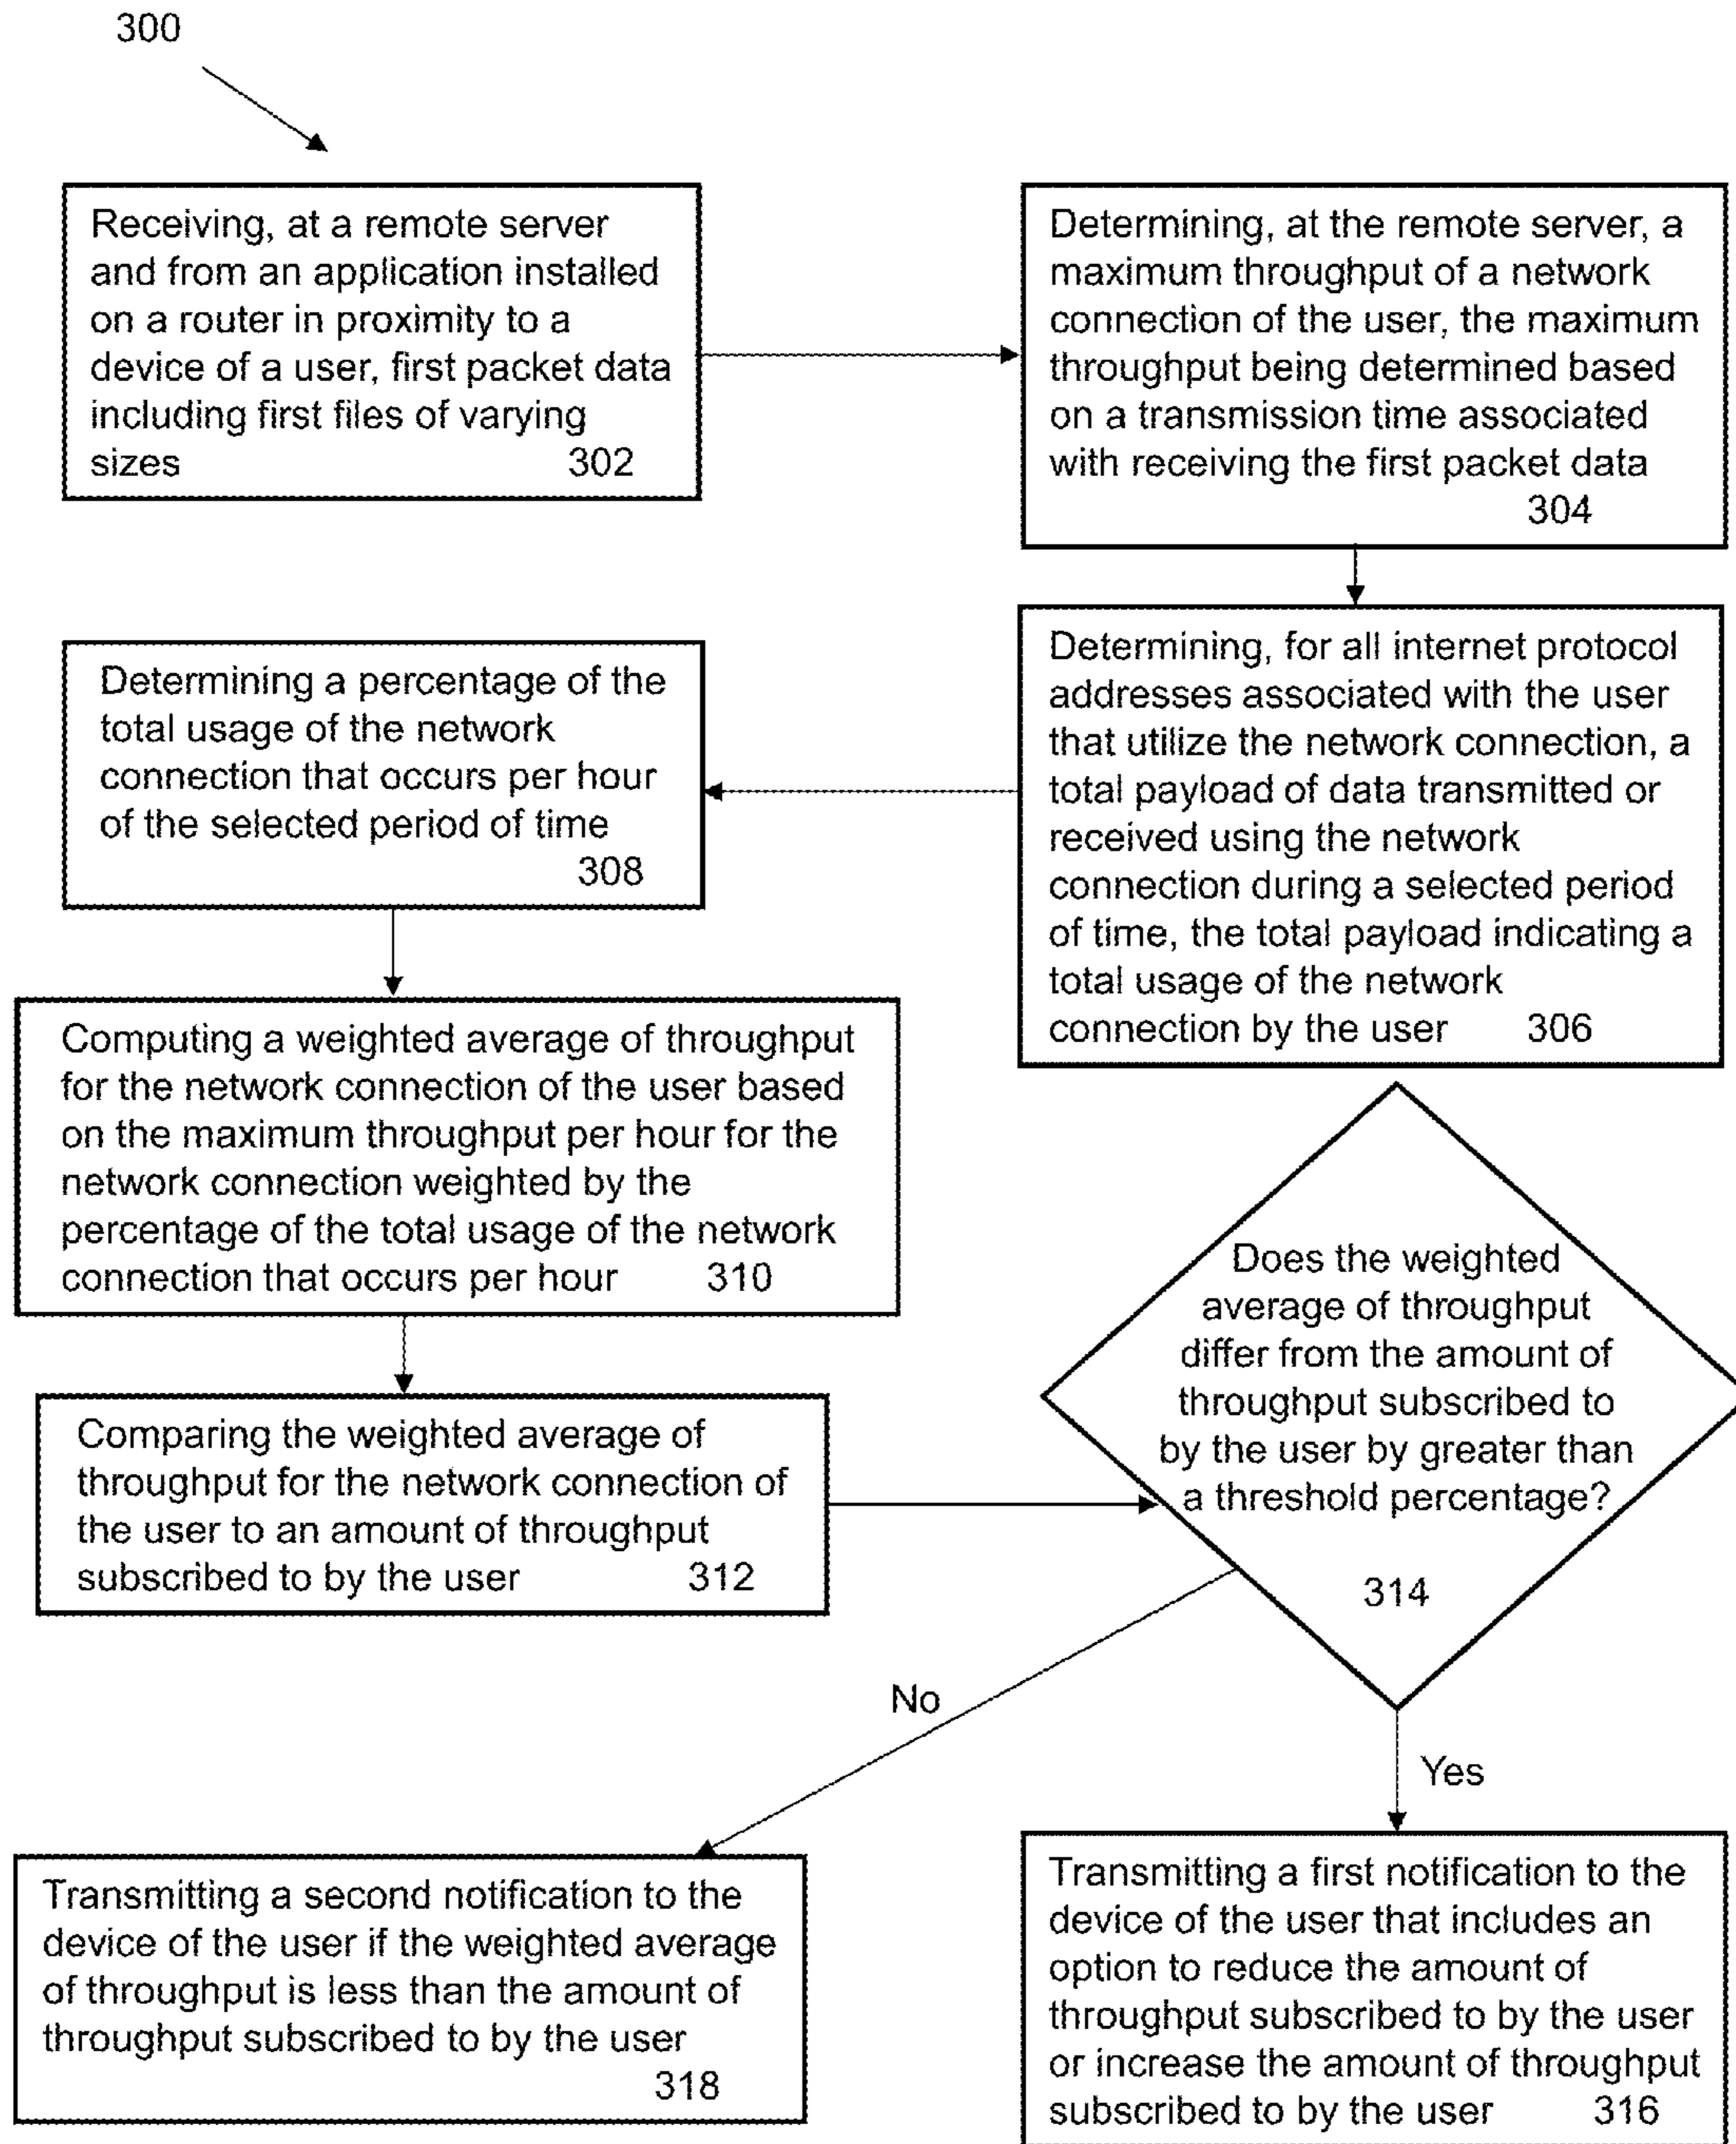 300
Receiving, at a remote server
and from an application installed
on a router in proximity to a
device of a user, first packet data
including first files of varying
sizes 302
Determining, at the remote server, a
maximum throughput of a network
connection of the user, the maximum
throughput being determined based
on a transmission time associated
with receiving the first packet data
304
Determining, for all internet protocol
addresses associated with the user
that utilize the network connection, a
total payload of data transmitted or
received using the network
connection during a selected period
of time, the total payload indicating a
total usage of the network
connection by the user 306
Determining a percentage of the
total usage of the network
connection that occurs per hour
of the selected period of time
308
Computing a weighted average of throughput
for the network connection of the user based
on the maximum throughput per hour for the
network connection weighted by the
percentage of the total usage of the network
connection that occurs per hour 310
Comparing the weighted average of
throughput for the network connection of
the user to an amount of throughput
subscribed to by the user 312
Does the weighted
average of throughput
differ from the amount of
throughput subscribed to
by the user by greater than
a threshold percentage?
314
No
Yes
Transmitting a second notification to the
device of the user if the weighted average
of throughput is less than the amount of
throughput subscribed to by the user
318
Transmitting a first notification to the
device of the user that includes an
option to reduce the amount of
throughput subscribed to by the user
or increase the amount of throughput
subscribed to by the user 316